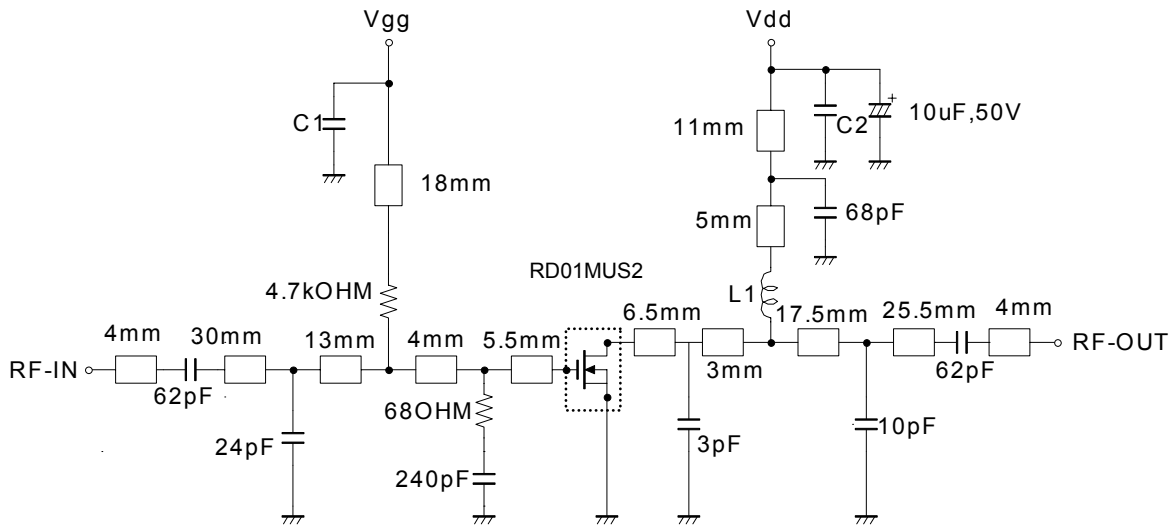 Vgg
Vdd
C1
11mm
C2
10uF,50V
18mm
5mm
68pF
RD01MUS2
4.7kOHM
L1
4mm
30mm
13mm
4mm
5.5mm
6.5mm
3mm
17.5mm
25.5mm
4mm
RF-IN
RF-OUT
62pF
62pF
68OHM
24pF
240pF
3pF
10pF
+